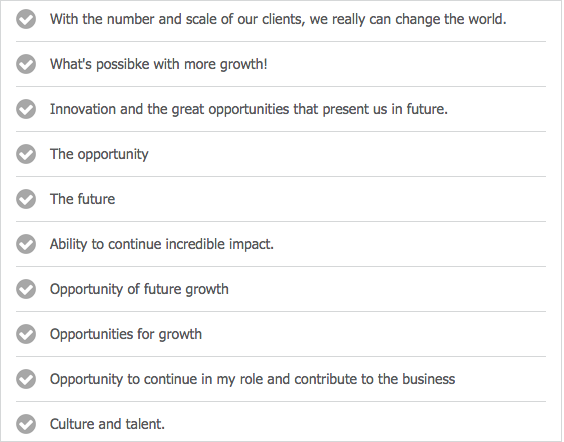 With the number and scale of our clients, we really can change the world.
What's possibke with more growth!
Innovation and the great opportunities that present us in future.
The opportunity
The future
Ability to continue incredible impact.
Opportunity of future growth
Opportunities for growth
Opportunity to continue in my role and contribute to the business
Culture and talent.